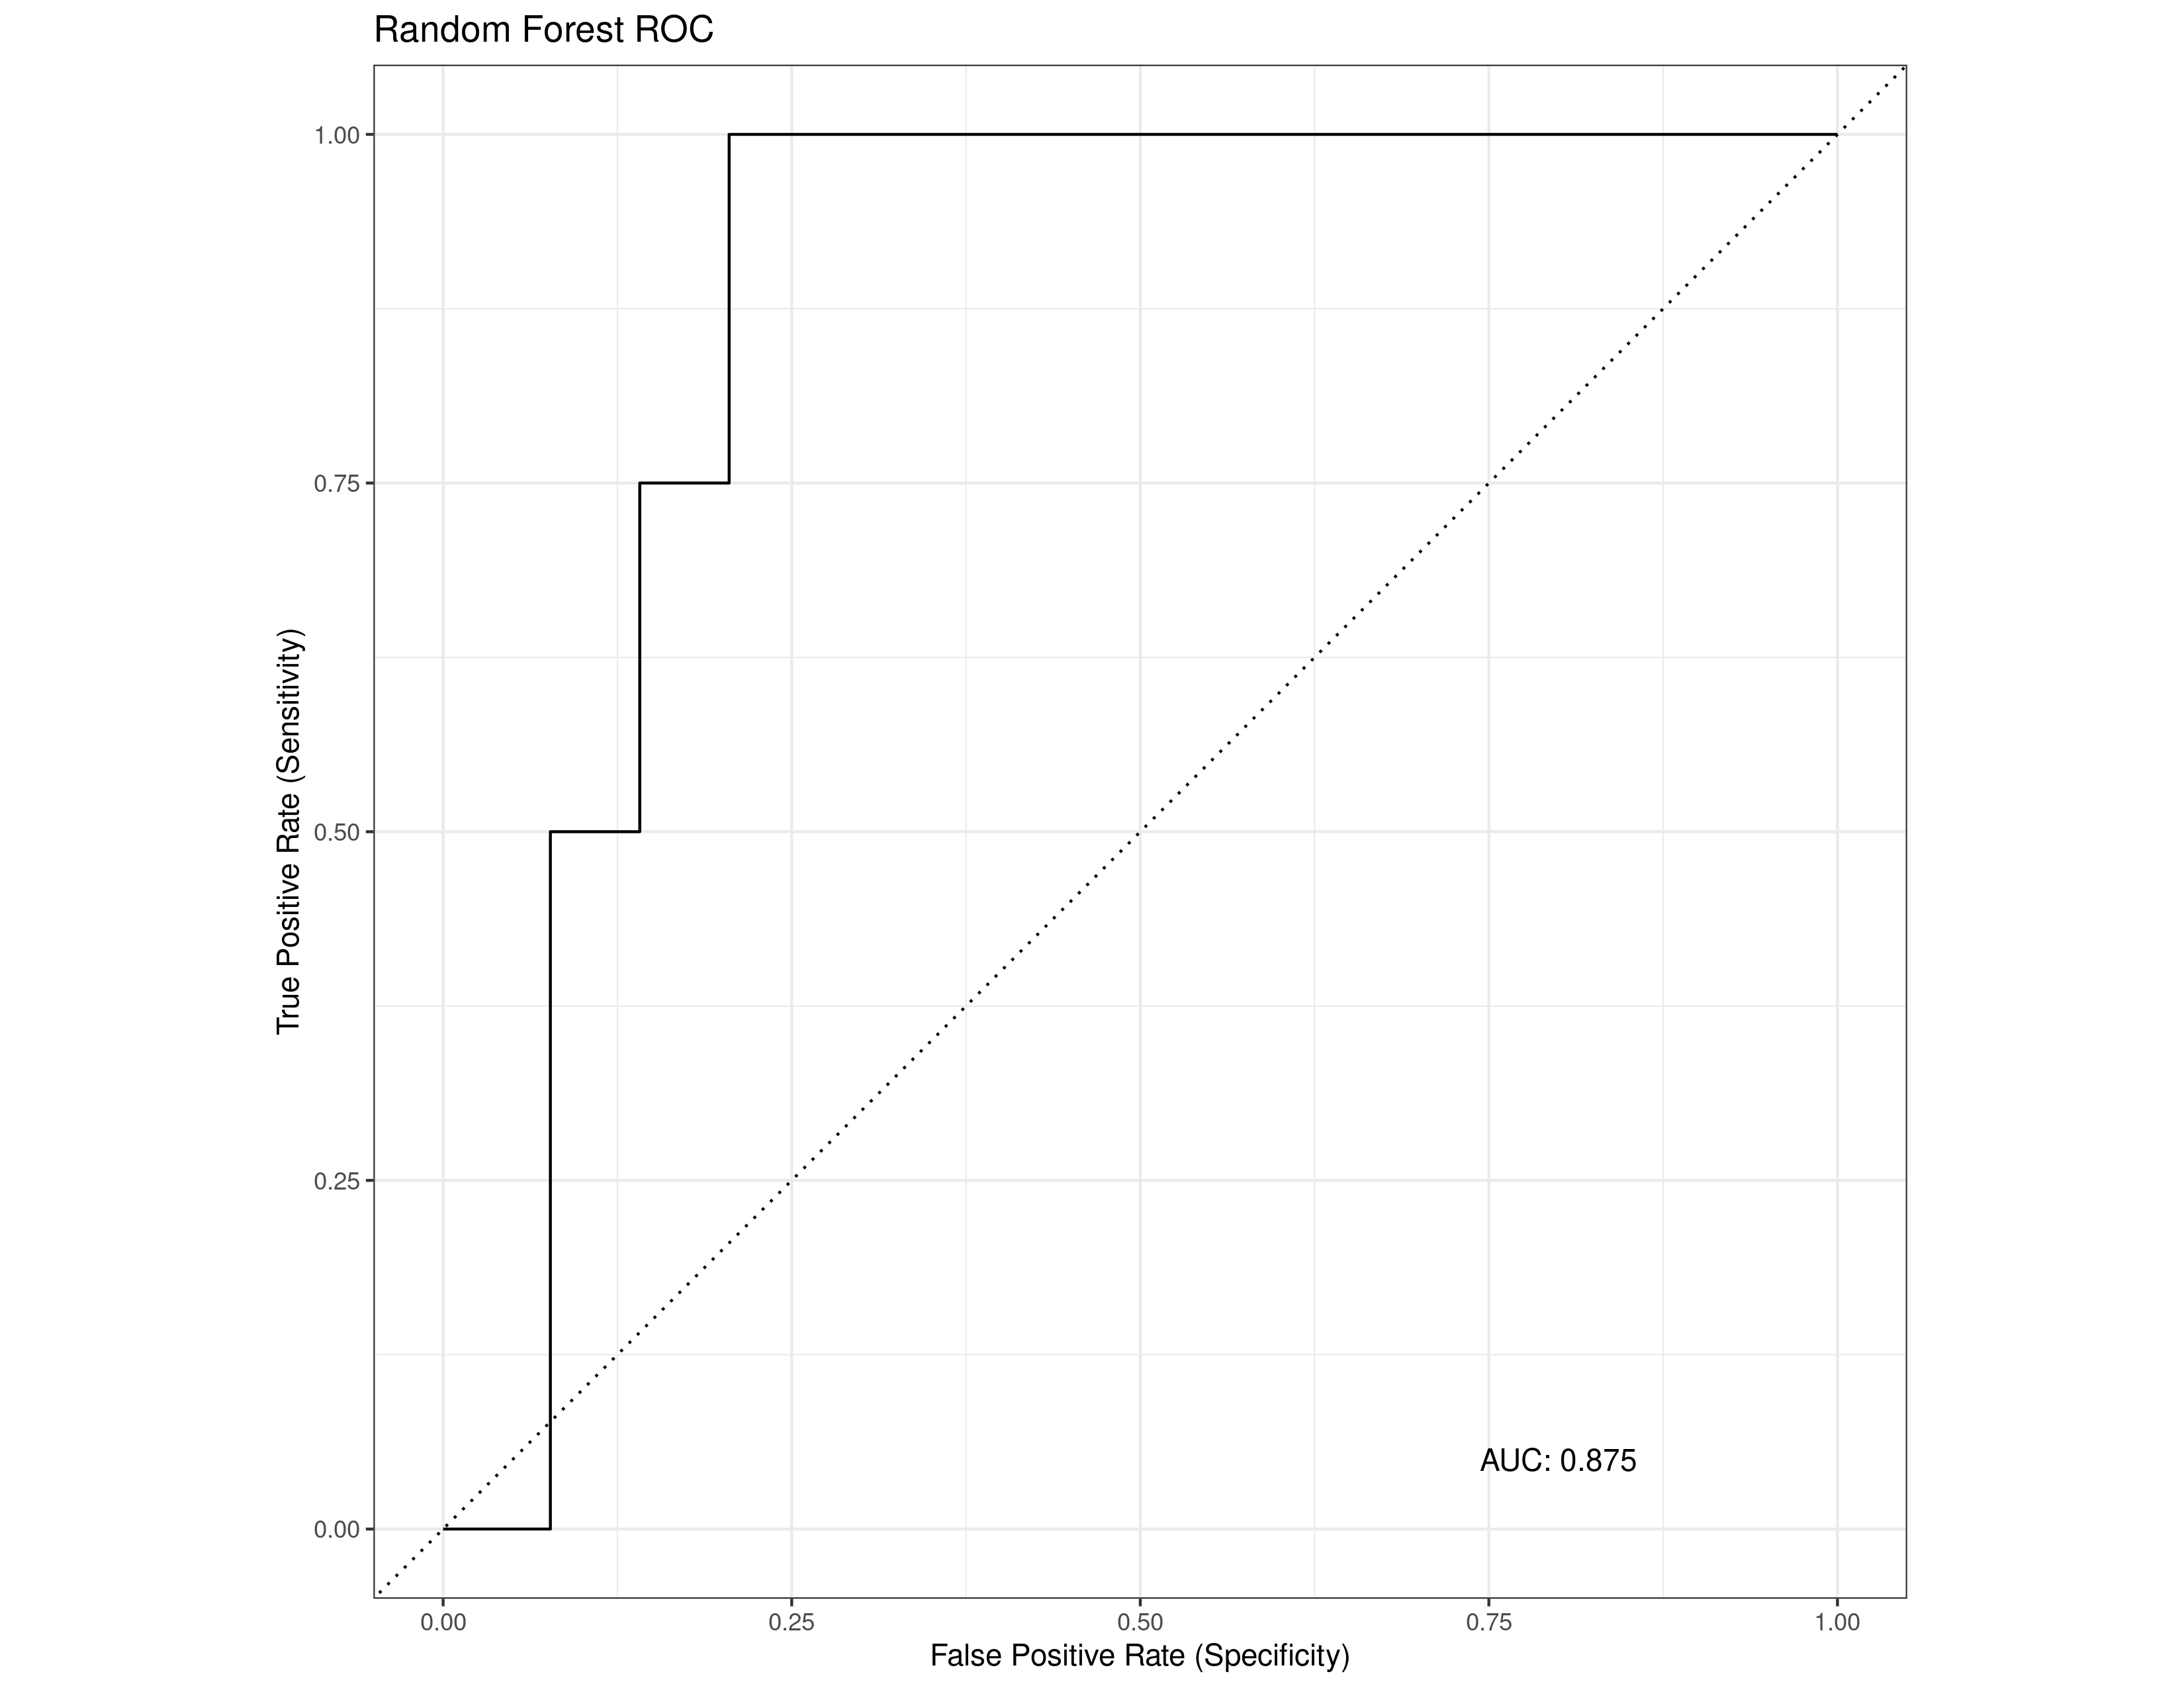 Random Forest ROC
True Positive Rate (Sensitivity)
1.00
0.75
0.50
0.25
0.00
AUC: 0.875
0.00 0.25 0.50 0.75 1.00
False Positive Rate (Specificity)